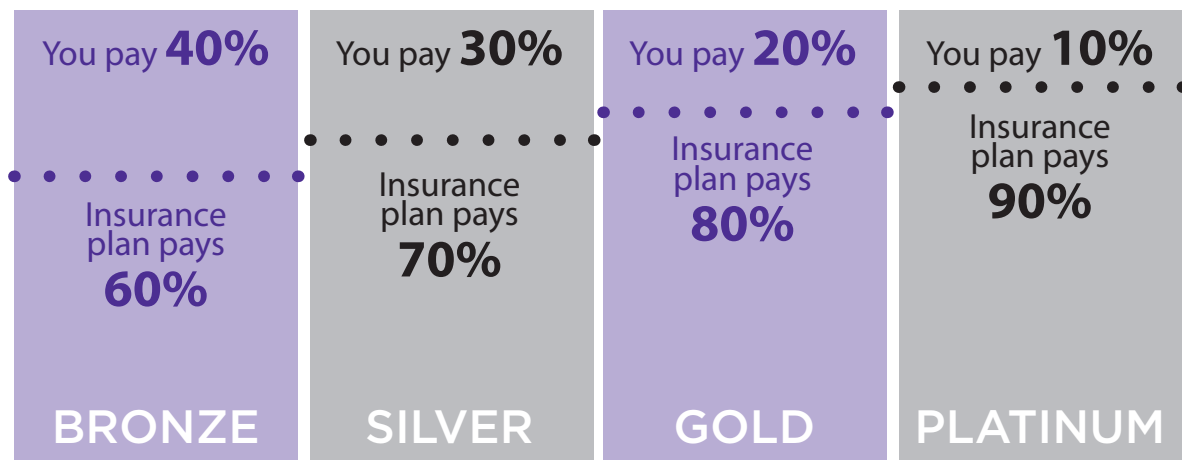 You pay 40%
Insurance
plan pays
60%
BRONZE
You pay 30%
Insurance
plan pays
70%
SILVER
You pay 20%
Insurance
plan pays
80%
GOLD
You pay 10%
Insurance
plan pays
90%
PLATINUM